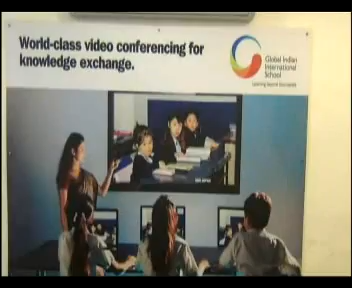 World-class video conferencing for
knowledge exchange.
Global Indian
International
School